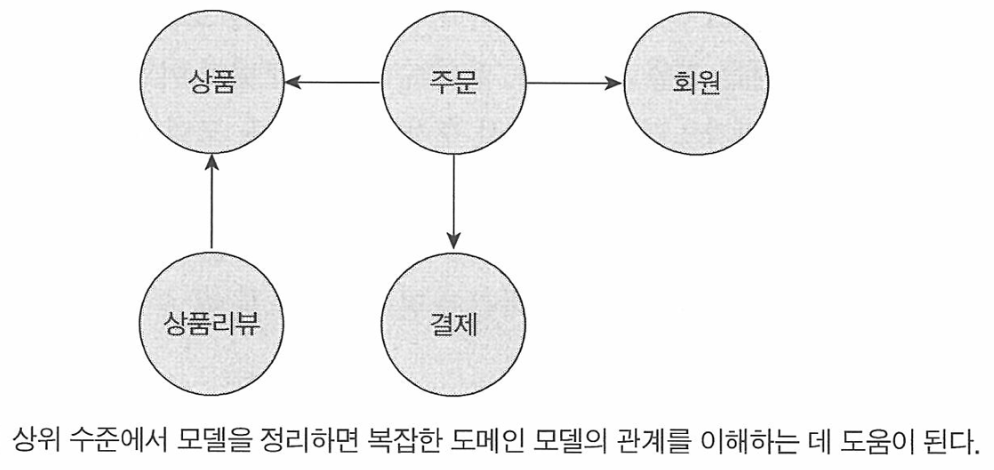 상품
주문
회원
상품리뷰
결제
상위 수준에서 모델을 정리하면 복잡한 도메인 모델의 관계를 이해하는 데 도움이 된다.